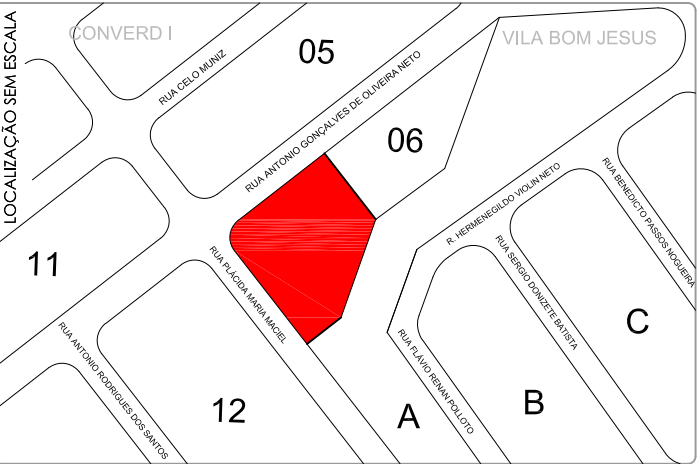 LOCALIZAÇÃO SEM ESCALA
CONVERD I
VILA BOM JESUS
05
RUA CELO MUNIZ
RUA ANTONIO GONÇALVES DE OLIVEIRA NETO
06
R. HERMENEGILDO VIOLIN NETO
RUA BENEDICTO PASSOS NOGUEIRA
11
RUA PLÁCIDA MARIA MACIEL
RUA SERGIO DONIZETE BATISTA
C
RUA ANTONIO RODRIGUES DOS SANTOS
RUA FLÁVIO RENAN POLLOTO
12
A
B